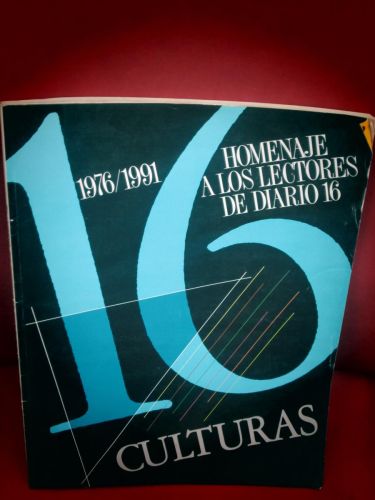 16
1976/1991
HOMENAJE
A LOS LECTORES
DE DIARIO 16
CULTURAS